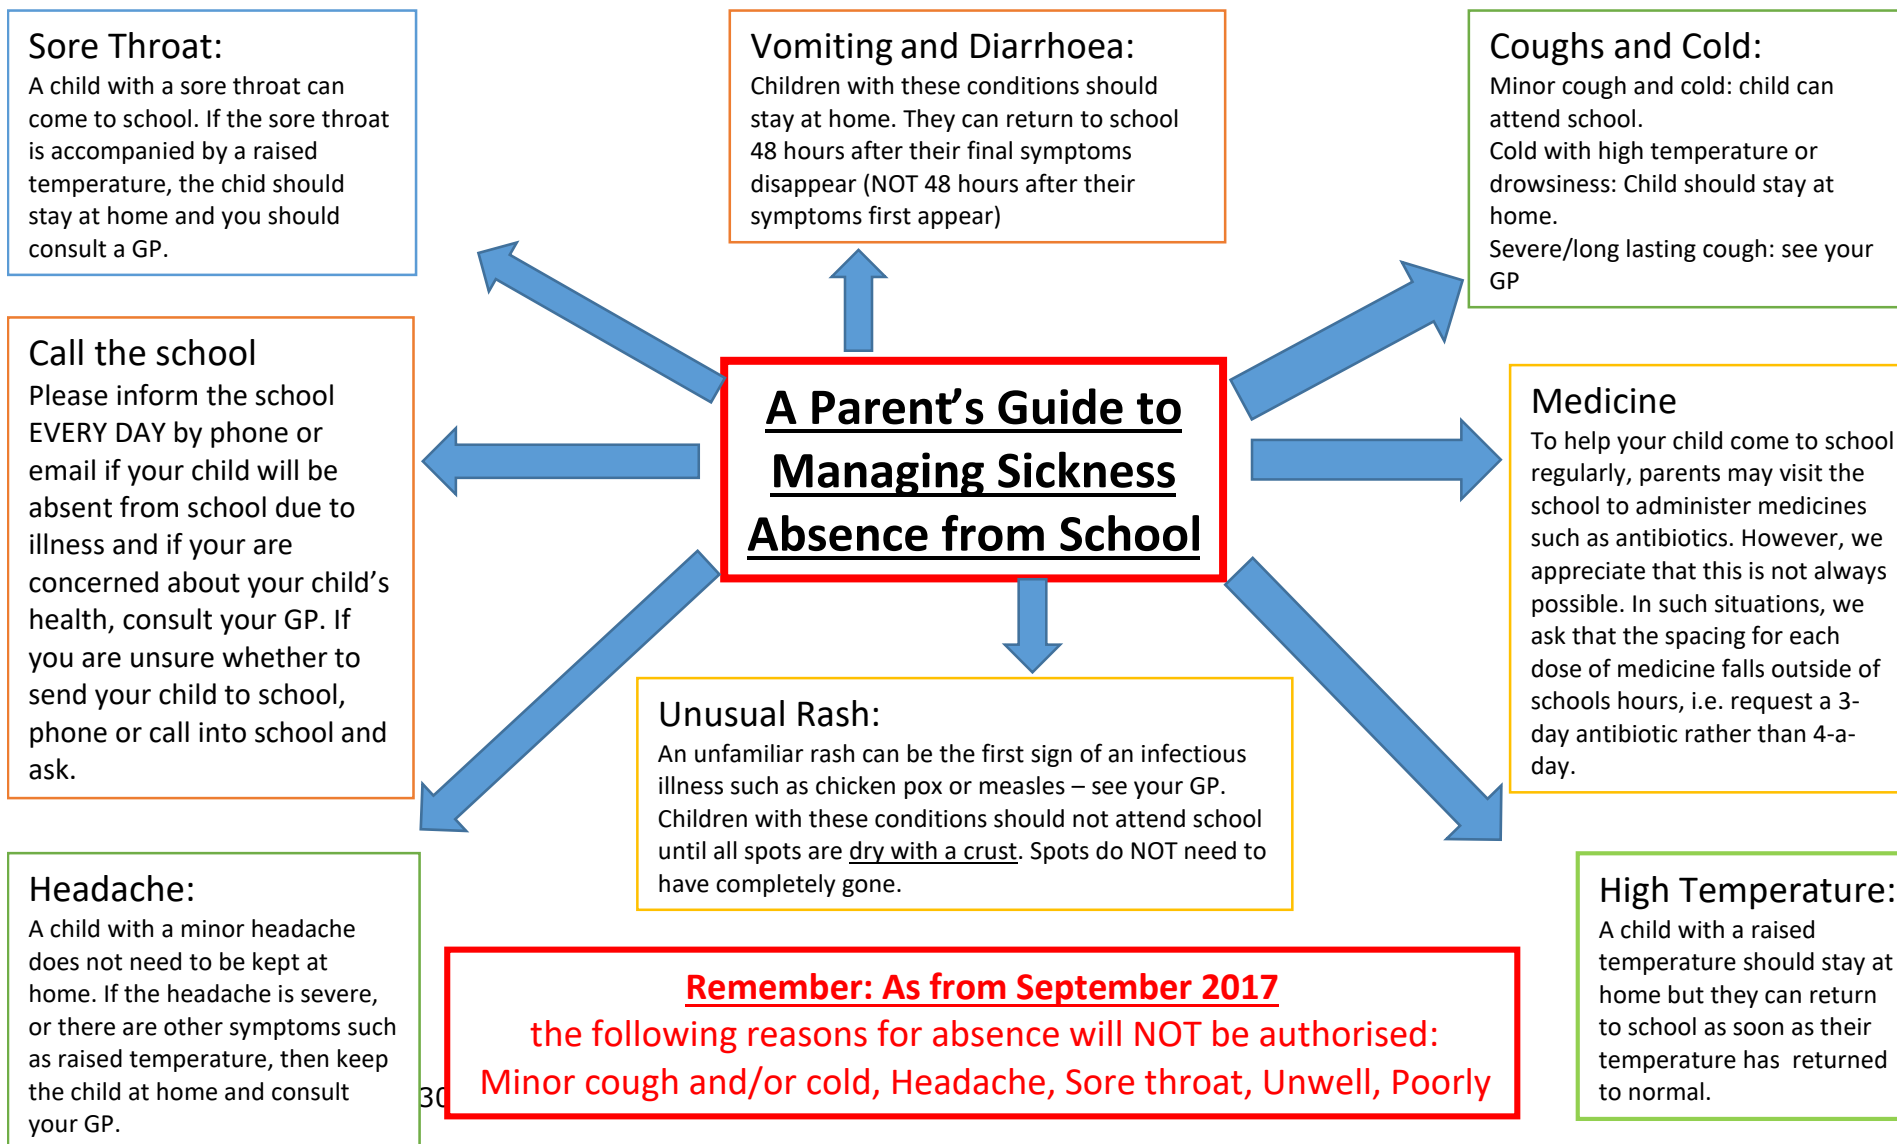 Sore Throat:
A child with a sore throat can
come to school. If the sore throat
is accompanied by a raised
temperature, the chid should
stay at home and you should
consult a GP.
Vomiting and Diarrhoea:
Children with these conditions should
stay at home. They can return to school
48 hours after their final symptoms
disappear (NOT 48 hours after their
symptoms first appear)
Coughs and Cold:
Minor cough and cold: child can
attend school.
Cold with high temperature or
drowsiness: Child should stay at
home.
Severe/long lasting cough: see your
GP
Call the school
Please inform the school
EVERY DAY by phone or
email if your child will be
absent from school due to
illness and if your are
concerned about your child’s
health, consult your GP. If
you are unsure whether to
send your child to school,
phone or call into school and
ask.
A Parent’s Guide to
Managing Sickness
Absence from School
Medicine
To help your child come to school
regularly, parents may visit the
school to administer medicines
such as antibiotics. However, we
appreciate that this is not always
possible. In such situations, we
ask that the spacing for each
dose of medicine falls outside of
schools hours, i.e. request a 3-
day antibiotic rather than 4-a-
day.
Unusual Rash:
An unfamiliar rash can be the first sign of an infectious
illness such as chicken pox or measles – see your GP.
Children with these conditions should not attend school
until all spots are dry with a crust. Spots do NOT need to
have completely gone.
Headache:
A child with a minor headache
does not need to be kept at
home. If the headache is severe,
or there are other symptoms such
as raised temperature, then keep
the child at home and consult
your GP.
30
Remember: As from September 2017
the following reasons for absence will NOT be authorised:
Minor cough and/or cold, Headache, Sore throat, Unwell, Poorly
High Temperature:
A child with a raised
temperature should stay at
home but they can return
to school as soon as their
temperature has returned
to normal.